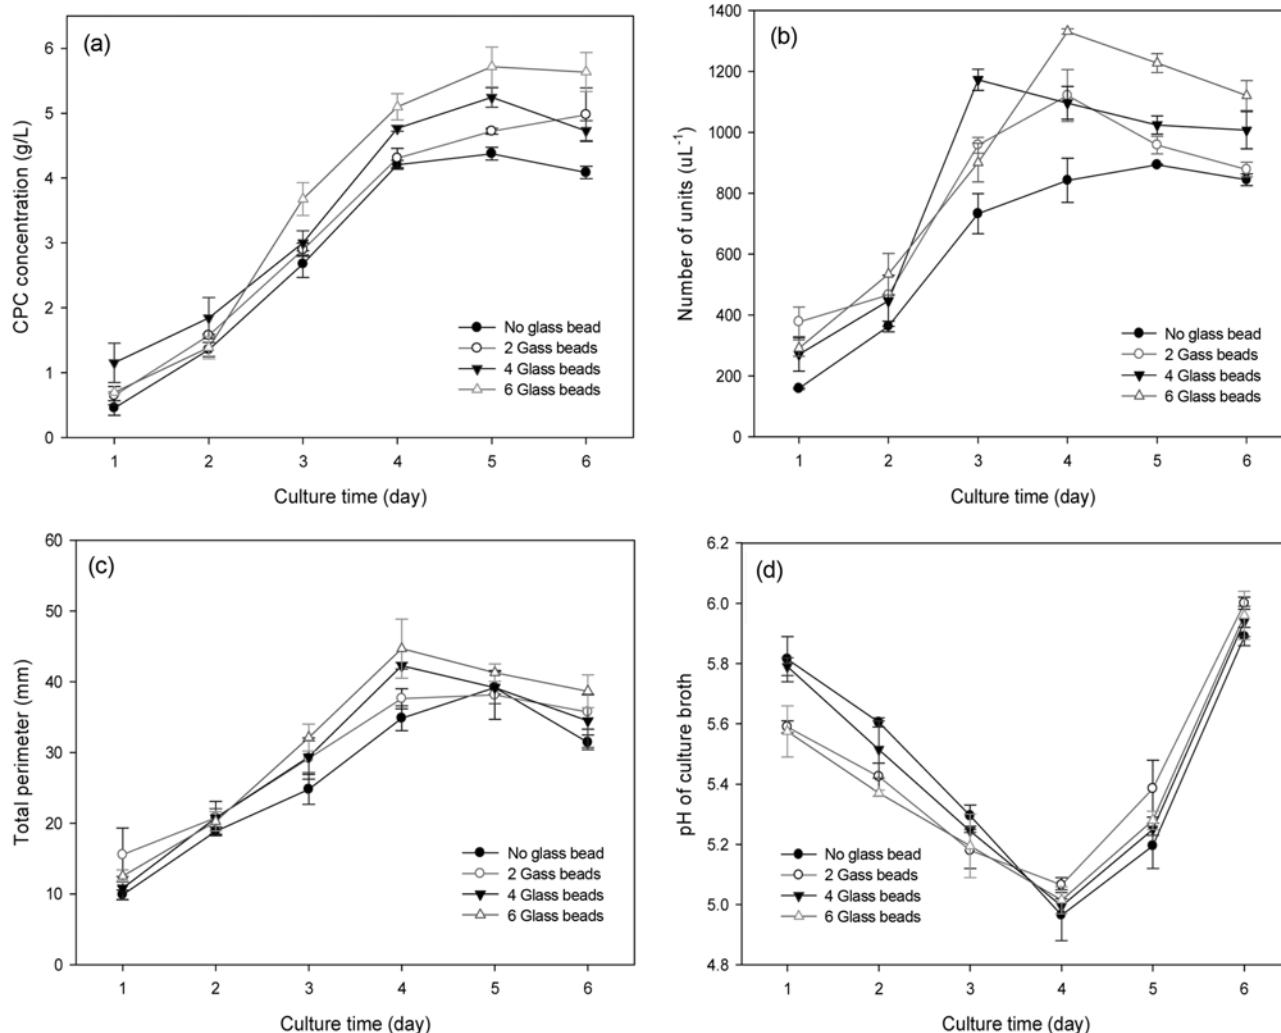 (a)
CPC concentration (g/L)
6
5
4
3
2
1
0
No glass bead
2 Gass beads
4 Glass beads
6 Glass beads
1 2 3 4 5 6
Culture time (day)
(b)
Number of units (uL⁻¹)
1400
1200
1000
800
600
400
200
0
No glass bead
2 Gass beads
4 Glass beads
6 Glass beads
1 2 3 4 5 6
Culture time (day)
(c)
Total perimeter (mm)
60
50
40
30
20
10
0
No glass bead
2 Gass beads
4 Glass beads
6 Glass beads
1 2 3 4 5 6
Culture time (day)
(d)
pH of culture broth
6.2
6.0
5.8
5.6
5.4
5.2
5.0
4.8
No glass bead
2 Gass beads
4 Glass beads
6 Glass beads
1 2 3 4 5 6
Culture time (day)